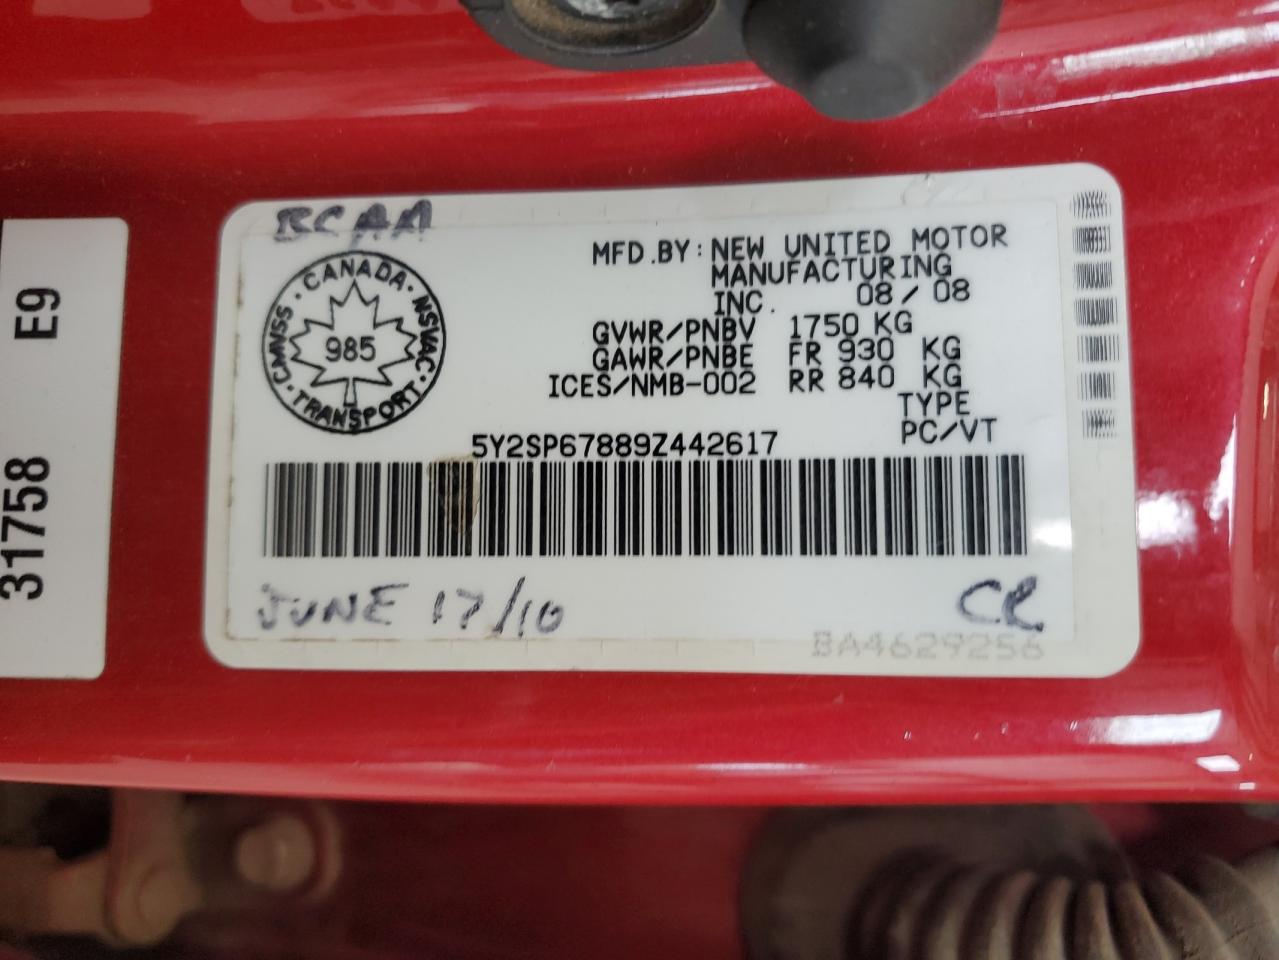 BCAA
CANADA · NSVAC · TRANSPORT · CMVSS ·
985
MFD.BY: NEW UNITED MOTOR
MANUFACTURING
INC. 08/08
GVWR/PNBV 1750 KG
GAWR/PNBE FR 930 KG
ICES/NMB-002 RR 840 KG
TYPE
PC/VT
5Y2SP67889Z442617
JUNE 17/10 CR
BA4629256
31758 E9